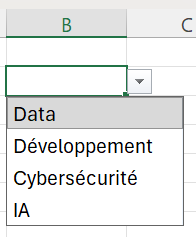 B C
Data
Développement
Cybersécurité
IA